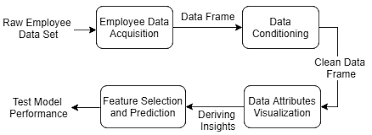 Raw Employee
Data Set
Employee Data
Acquisition
Data Frame
Data
Conditioning
Clean Data
Frame
Data Attributes
Visualization
Deriving
Insights
Feature Selection
and Prediction
Test Model
Performance